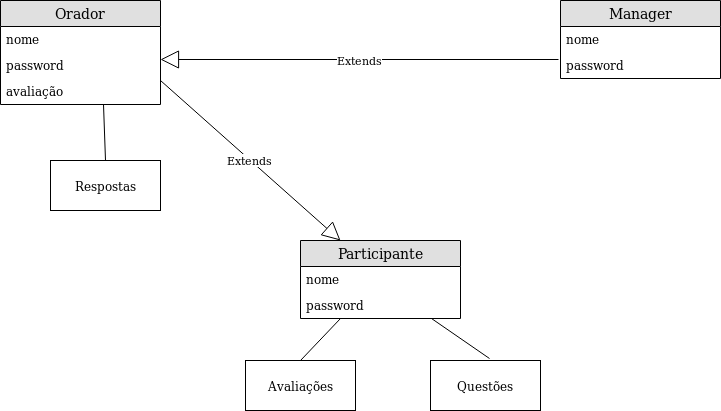 Orador
nome
password
avaliação
Manager
nome
password
Extends
Extends
Respostas
Participante
nome
password
Avaliações
Questões